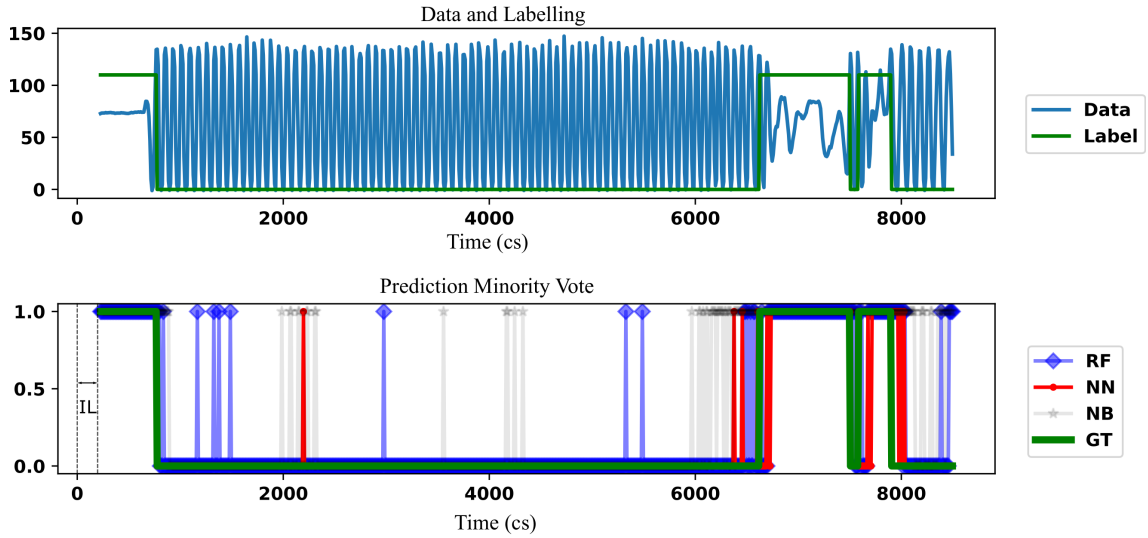 Data and Labelling
150
100
50
0
0 2000 4000 6000 8000
Time (cs)
Data
Label
Prediction Minority Vote
1.0
0.5
0.0
IL
0 2000 4000 6000 8000
Time (cs)
RF
NN
NB
GT